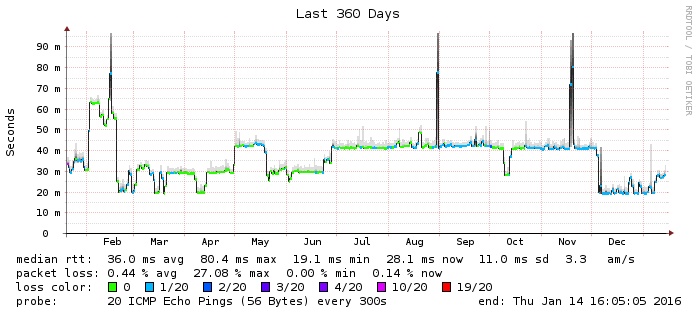 Last 360 Days
RRDTOOL / TOBI OETIKER
Seconds
90 m
80 m
70 m
60 m
50 m
40 m
30 m
20 m
10 m
0
Feb Mar Apr May Jun Jul Aug Sep Oct Nov Dec
median rtt: 36.0 ms avg 80.4 ms max 19.1 ms min 28.1 ms now 11.0 ms sd 3.3 am/s
packet loss: 0.44 % avg 27.08 % max 0.00 % min 0.14 % now
loss color: 0 1/20 2/20 3/20 4/20 10/20 19/20
probe: 20 ICMP Echo Pings (56 Bytes) every 300s end: Thu Jan 14 16:05:05 2016